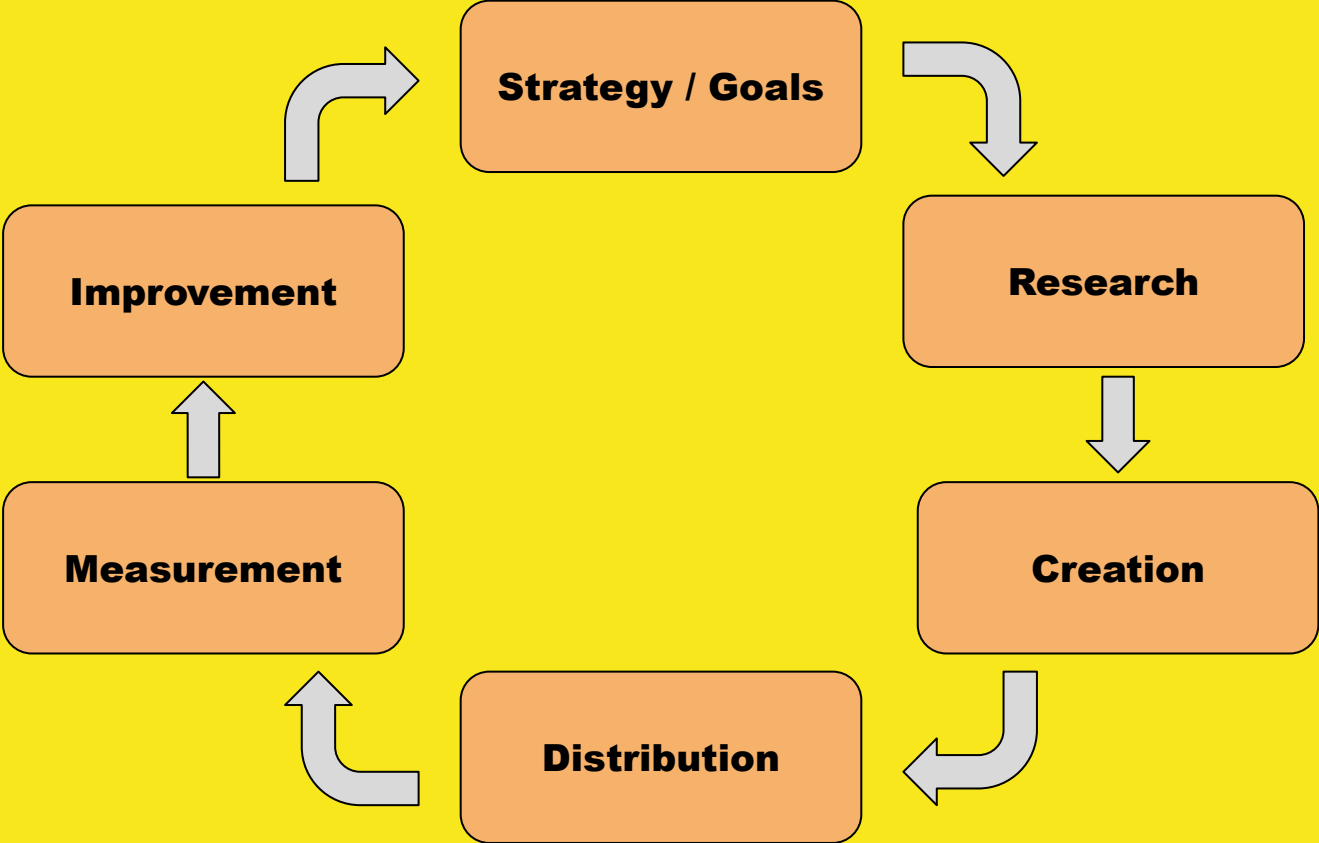 Strategy / Goals
Research
Creation
Distribution
Measurement
Improvement